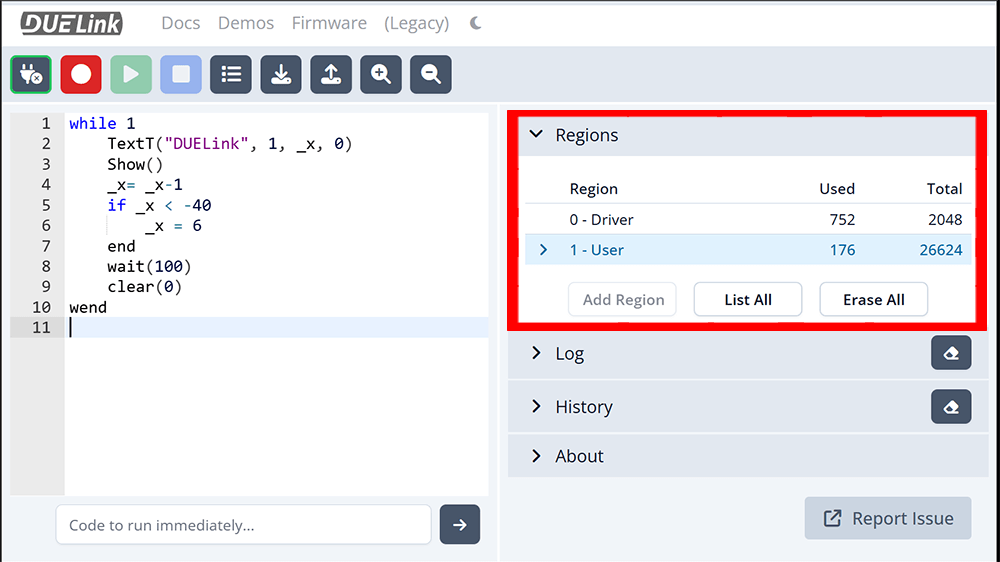 DUELink Docs Demos Firmware (Legacy)
1 while 1
2     TextT("DUELink", 1, _x, 0)
3     Show()
4     _x= _x-1
5     if _x < -40
6         _x = 6
7     end
8     wait(100)
9     clear(0)
10 wend
11
Code to run immediately...
Regions
Region Used Total
0 - Driver 752 2048
1 - User 176 26624
Add Region List All Erase All
Log
History
About
Report Issue